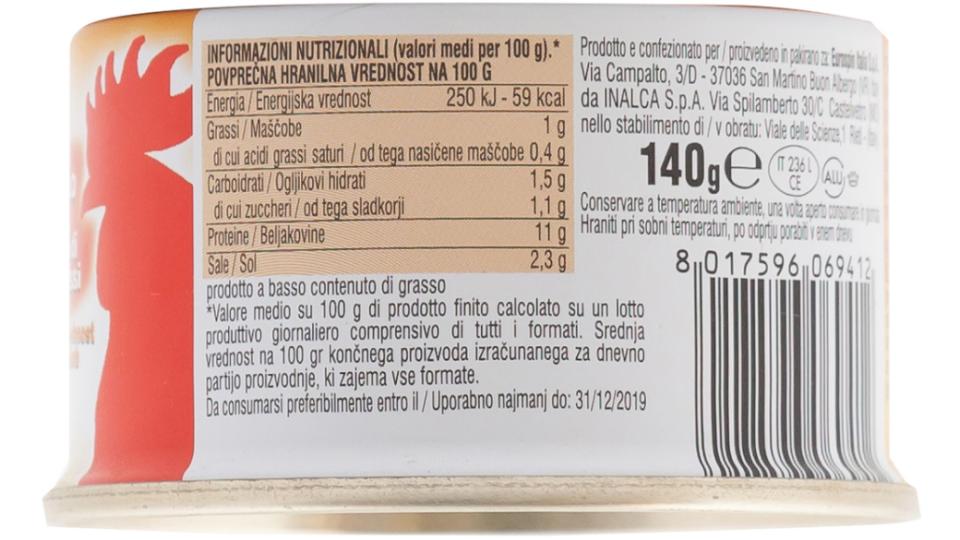 INFORMAZIONI NUTRIZIONALI (valori medi per 100 g).*
POVPREČNA HRANILNA VREDNOST NA 100 G
Energia / Energijska vrednost 250 kJ - 59 kcal
Grassi / Maščobe 1 g
di cui acidi grassi saturi / od tega nasičene maščobe 0,4 g
Carboidrati / Ogljikovi hidrati 1,5 g
di cui zuccheri / od tega sladkorji 1,1 g
Proteine / Beljakovine 11 g
Sale / Sol 2,3 g
prodotto a basso contenuto di grasso
*Valore medio su 100 g di prodotto finito calcolato su un lotto
produttivo giornaliero comprensivo di tutti i formati. Srednja
vrednost na 100 gr končnega proizvoda izračunanega za dnevno
partijo proizvodnje, ki zajema vse formate.
Da consumarsi preferibilmente entro il / Uporabno najmanj do: 31/12/2019
Prodotto e confezionato per / proizvedeno in pakirano za: Eurospin Italia S.p.A.
Via Campalto, 3/D - 37036 San Martino Buon Albergo (VR)
da INALCA S.p.A. Via Spilamberto 30/C Castelvetro (MO)
nello stabilimento di / v obratu: Viale delle Scienze, 1 Rieti -
140g e IT 236 L CE ALU
Conservare a temperatura ambiente, una volta aperto consumare in
Hraniti pri sobni temperaturi, po odprtju porabiti v enem dnevu
8 017596 069412